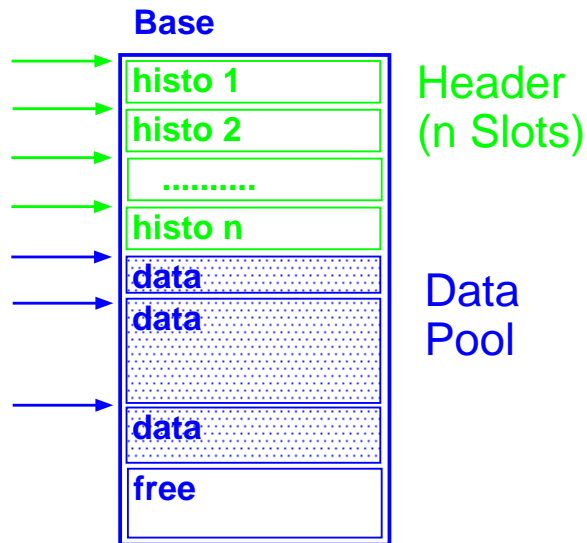 Base
histo 1
Header
histo 2
(n Slots)
..........
histo n
data
data
Data
Pool
data
free